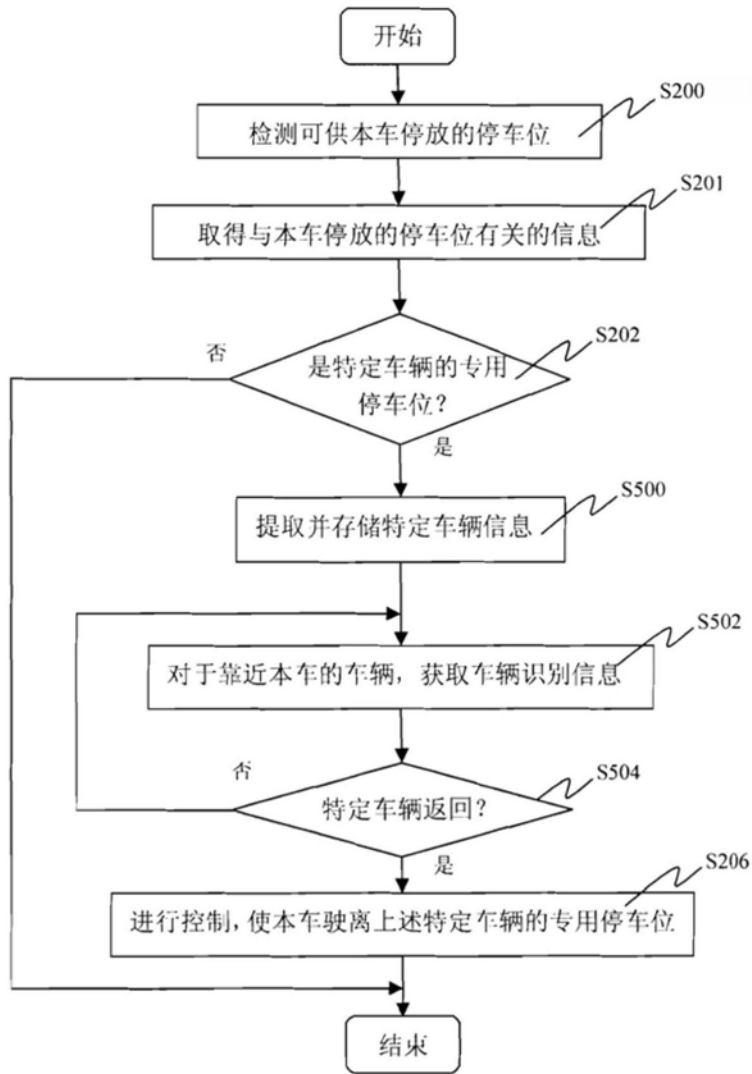 开始
S200
检测可供本车停放的停车位
S201
取得与本车停放的停车位有关的信息
S202
否
是特定车辆的专用
停车位？
是
S500
提取并存储特定车辆信息
S502
对于靠近本车的车辆，获取车辆识别信息
否
S504
特定车辆返回？
是
S206
进行控制，使本车驶离上述特定车辆的专用停车位
结束